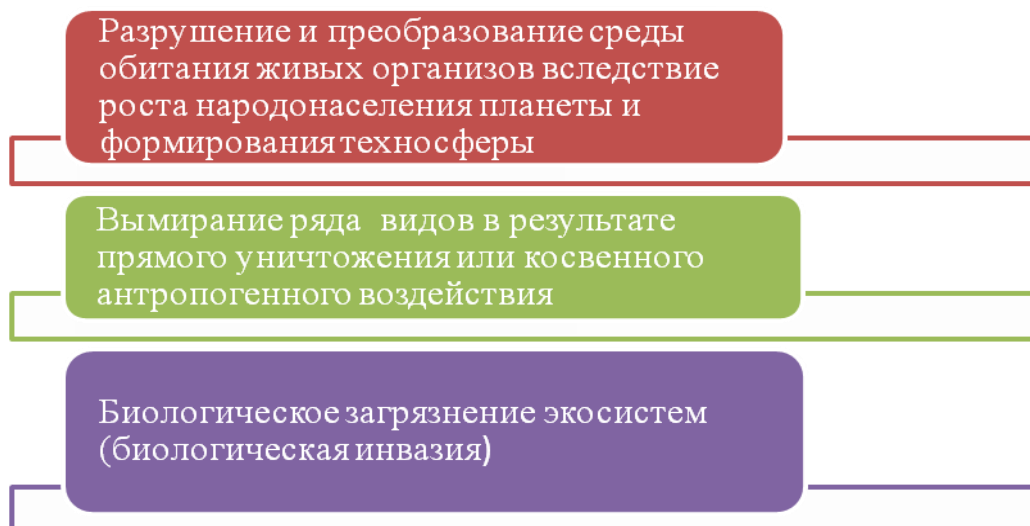 Разрушение и преобразование среды
обитания живых организов вследствие
роста народонаселения планеты и
формирования техносферы
Вымирание ряда видов в результате
прямого уничтожения или косвенного
антропогенного воздействия
Биологическое загрязнение экосистем
(биологическая инвазия)